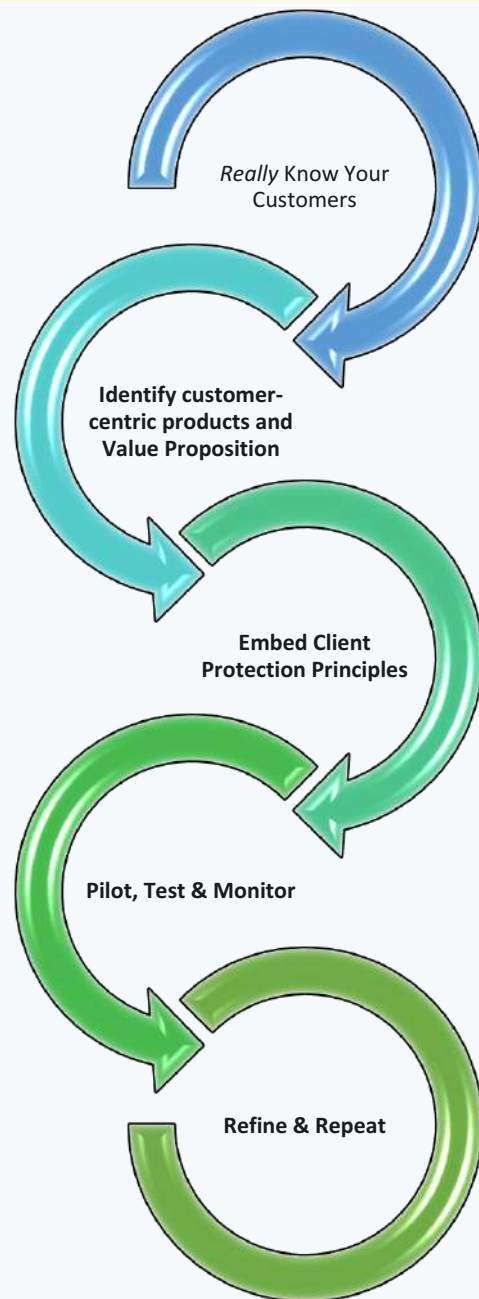 Really Know Your
Customers
Identify customer-
centric products and
Value Proposition
Embed Client
Protection Principles
Pilot, Test & Monitor
Refine & Repeat